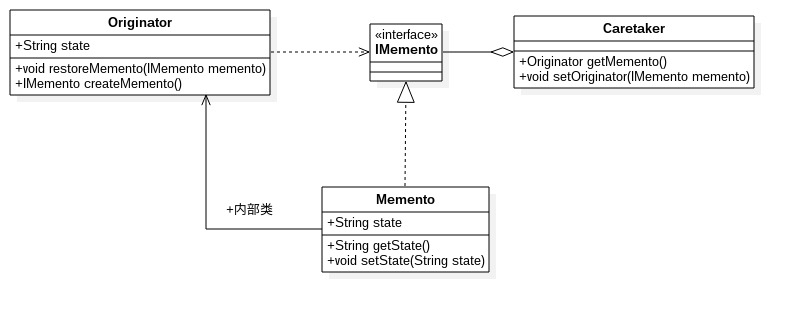 Originator
+String state
+void restoreMemento(IMemento memento)
+IMemento createMemento()
«interface»
IMemento
Caretaker
+Originator getMemento()
+void setOriginator(IMemento memento)
+内部类
Memento
+String state
+String getState()
+void setState(String state)